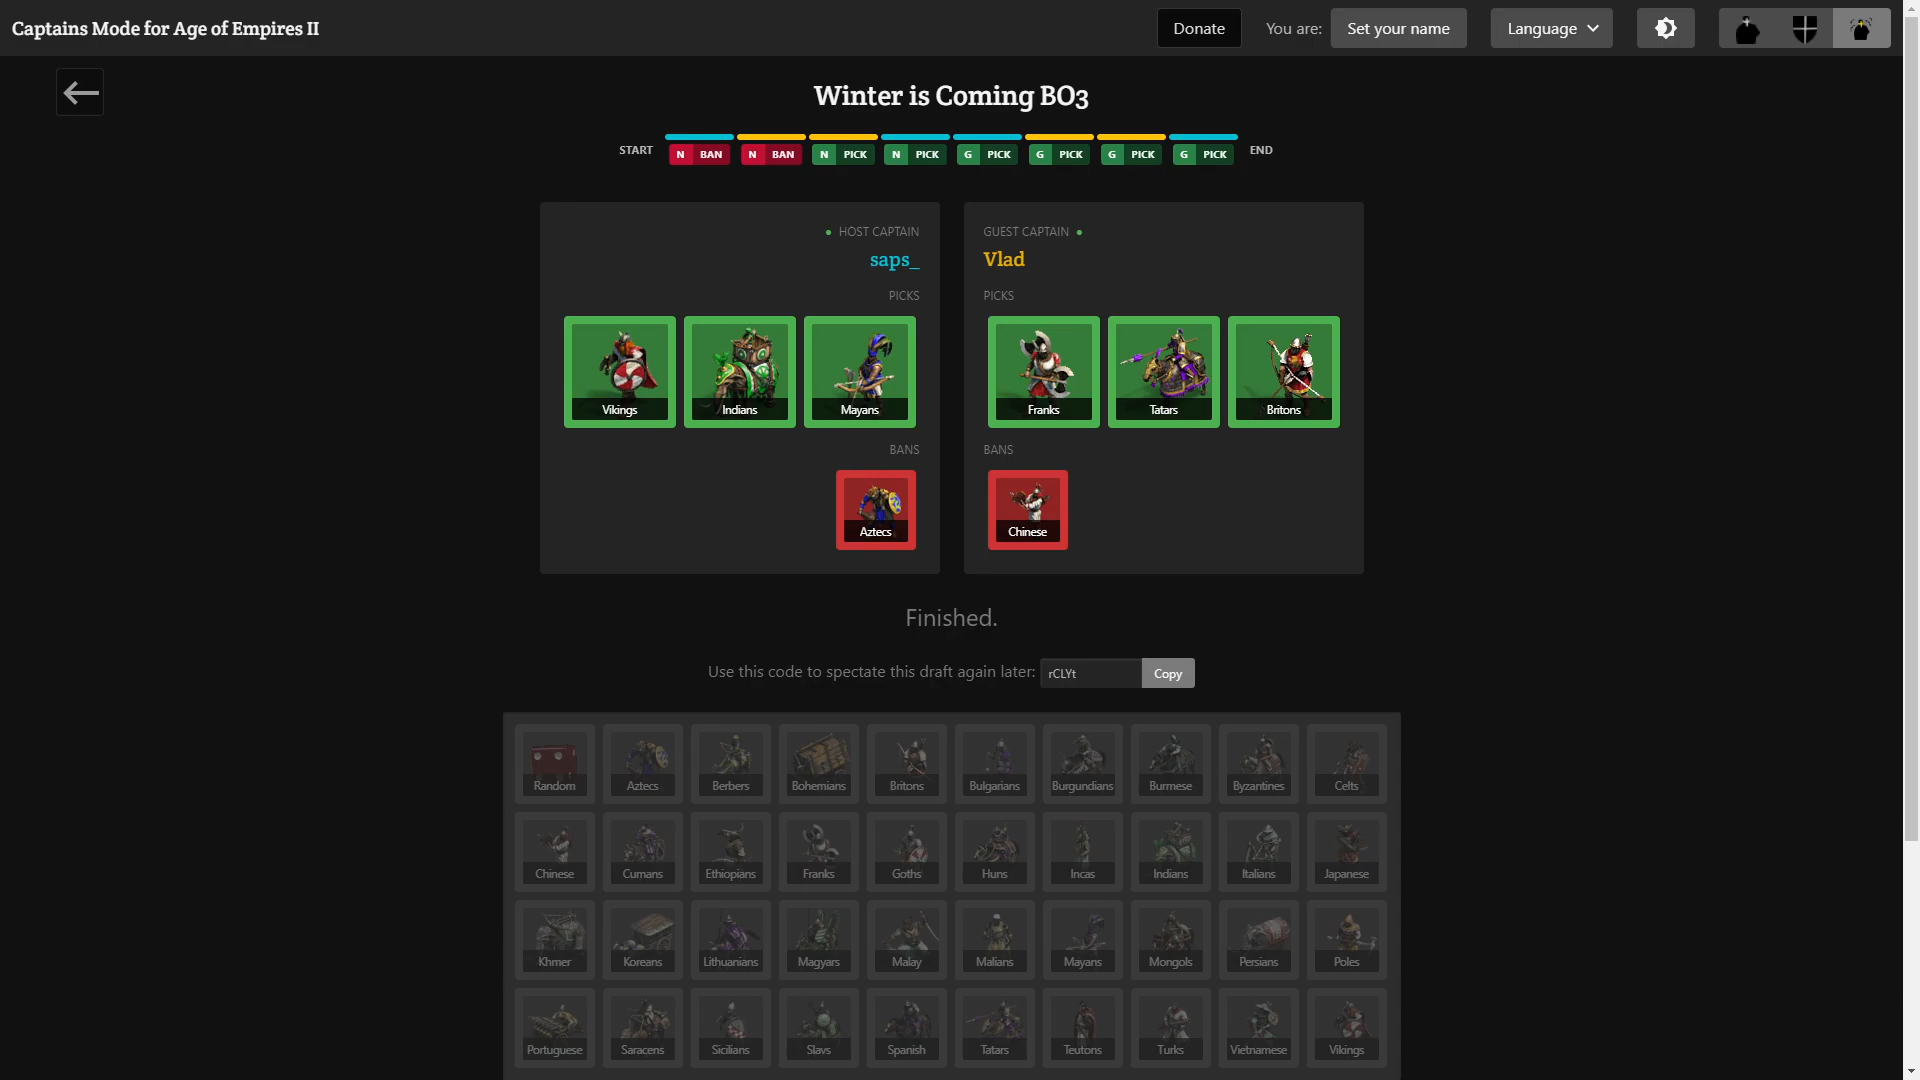 Captains Mode for Age of Empires II
Donate
You are:
Set your name
Language
Winter is Coming BO3
START
N BAN
N BAN
N PICK
N PICK
G PICK
G PICK
G PICK
G PICK
END
HOST CAPTAIN
saps_
PICKS
Vikings
Indians
Mayans
BANS
Aztecs
GUEST CAPTAIN
Vlad
PICKS
Franks
Tatars
Britons
BANS
Chinese
Finished.
Use this code to spectate this draft again later: rCLYt Copy
Random Aztecs Berbers Bohemians Britons Bulgarians Burgundians Burmese Byzantines Celts
Chinese Cumans Ethiopians Franks Goths Huns Incas Indians Italians Japanese
Khmer Koreans Lithuanians Magyars Malay Malians Mayans Mongols Persians Poles
Portuguese Saracens Sicilians Slavs Spanish Tatars Teutons Turks Vietnamese Vikings